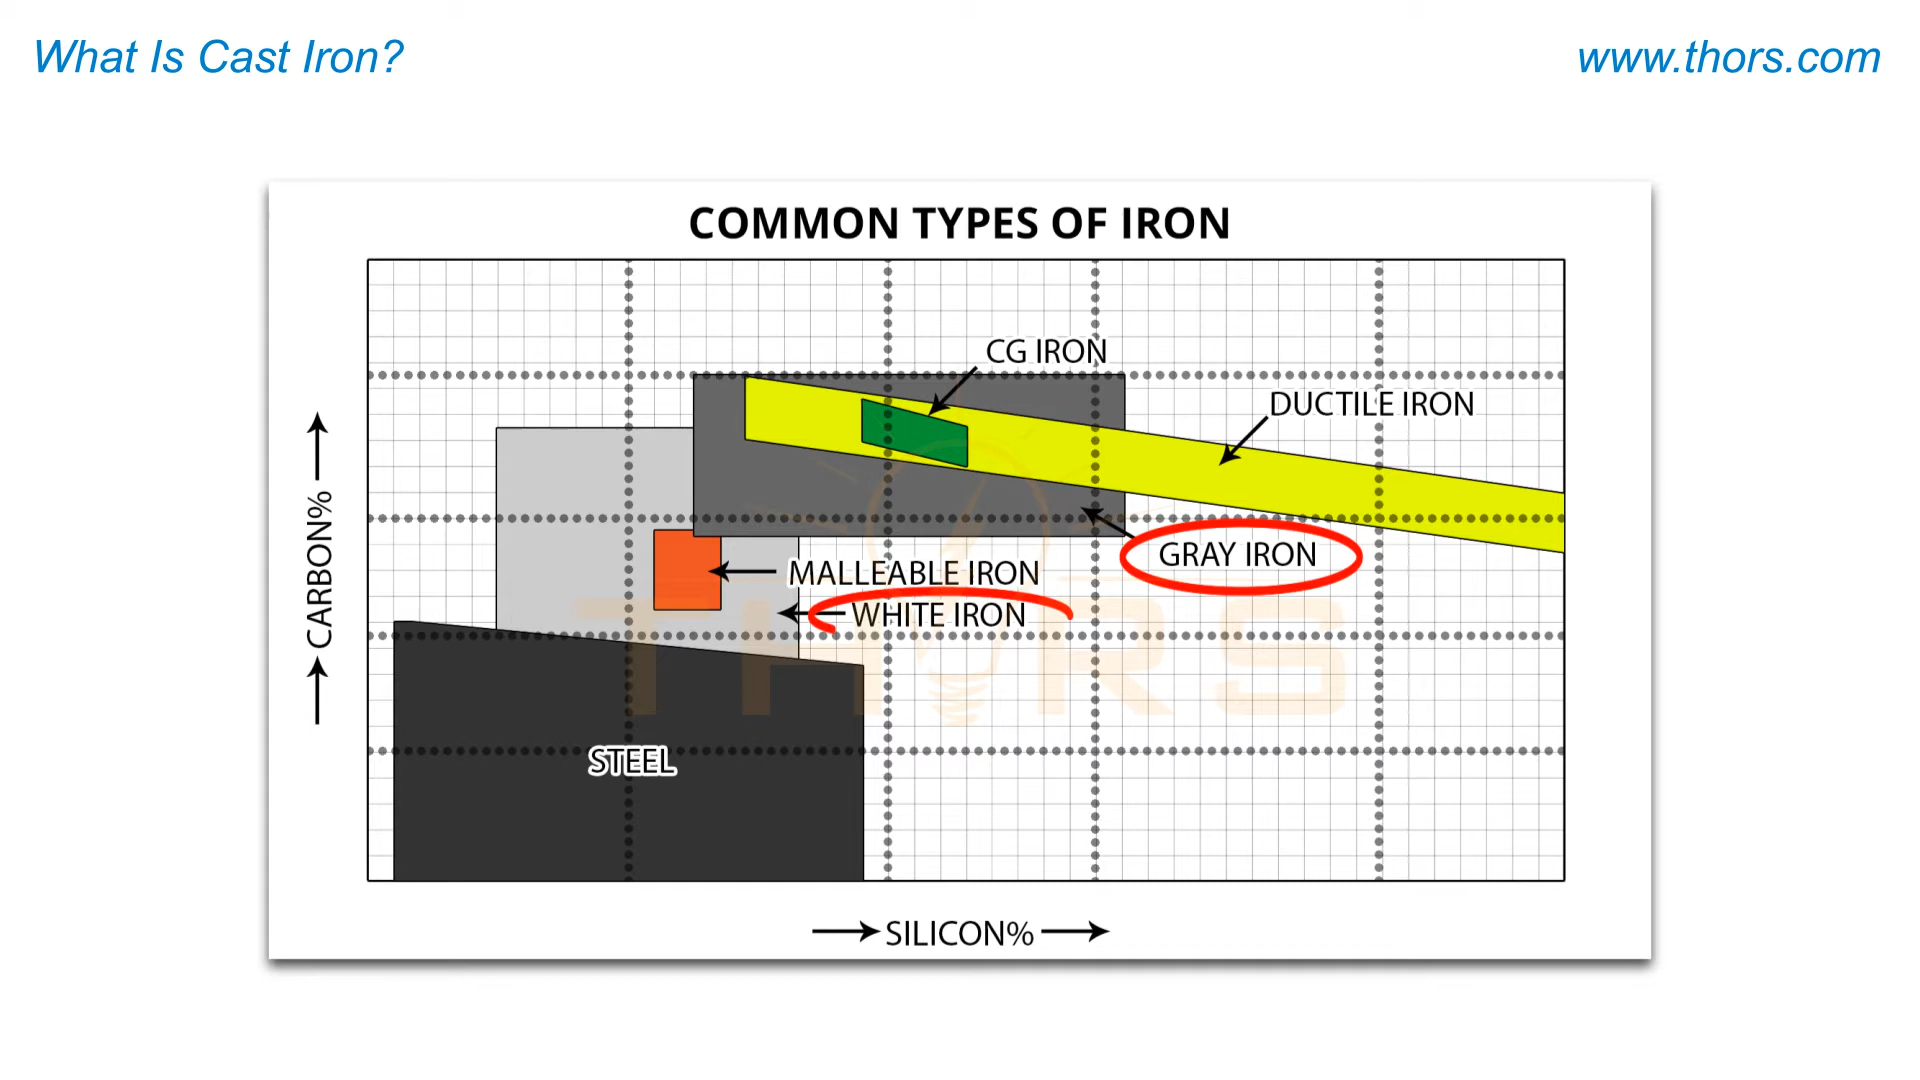 What Is Cast Iron?
www.thors.com
COMMON TYPES OF IRON
CG IRON
DUCTILE IRON
GRAY IRON
MALLEABLE IRON
WHITE IRON
THORS
STEEL
CARBON%
SILICON%